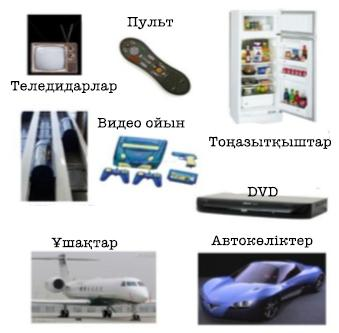 Пульт
Теледидарлар
Видео ойын
Тоңазытқыштар
DVD
Ұшақтар
Автокөліктер